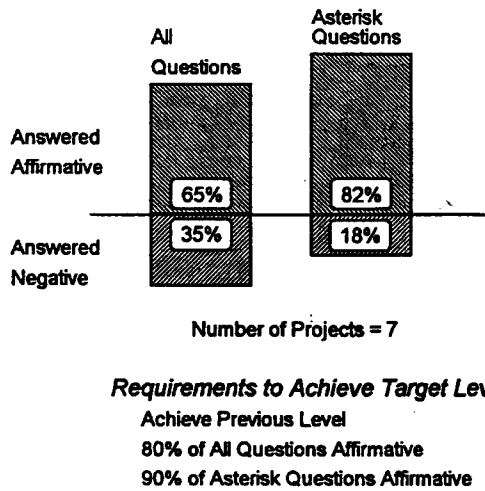 All
Questions
Asterisk
Questions
Answered
Affirmative
65%
82%
Answered
Negative
35%
18%
Number of Projects = 7
Requirements to Achieve Target Lev
Achieve Previous Level
80% of All Questions Affirmative
90% of Asterisk Questions Affirmative